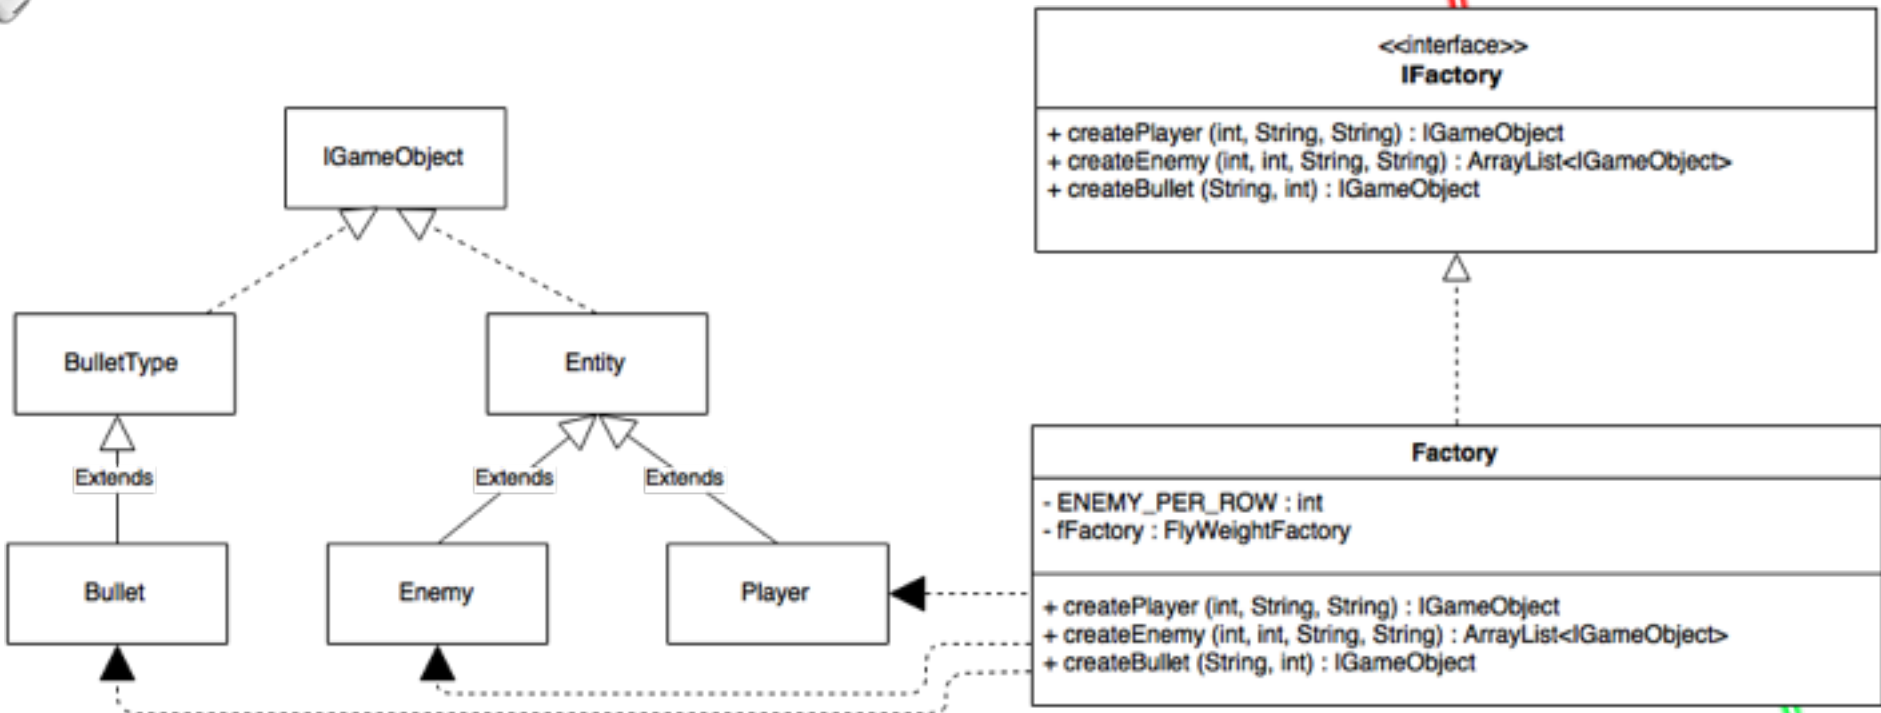 <<interface>>
IFactory
+ createPlayer (int, String, String) : IGameObject
+ createEnemy (int, int, String, String) : ArrayList<IGameObject>
+ createBullet (String, int) : IGameObject
IGameObject
BulletType
Entity
Extends
Extends
Extends
Bullet
Enemy
Player
Factory
- ENEMY_PER_ROW : int
- fFactory : FlyWeightFactory
+ createPlayer (int, String, String) : IGameObject
+ createEnemy (int, int, String, String) : ArrayList<IGameObject>
+ createBullet (String, int) : IGameObject